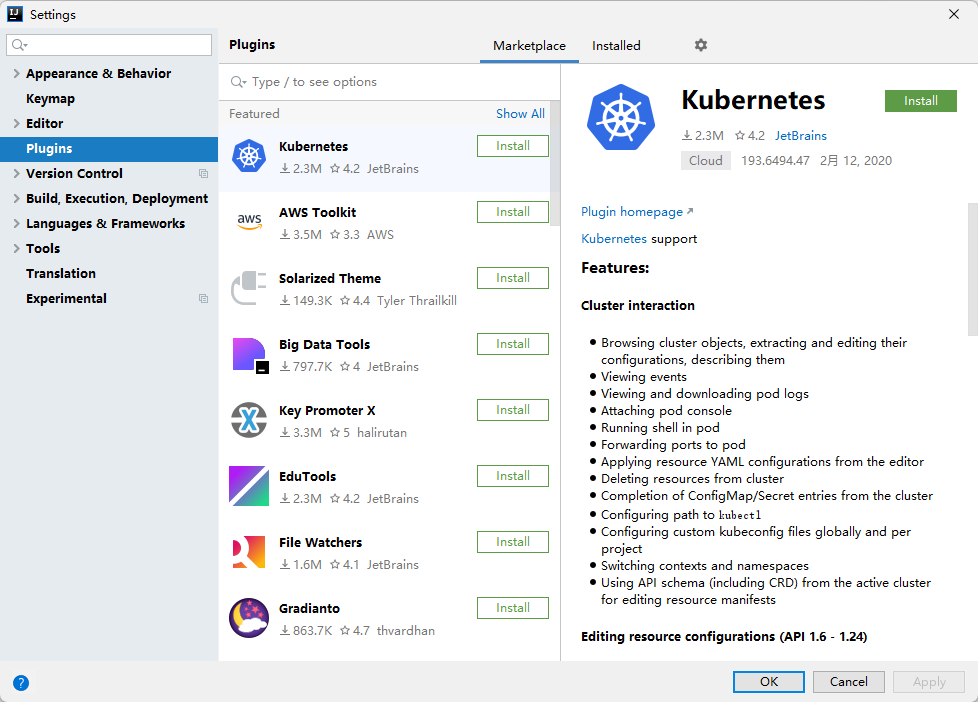 Settings
Plugins
Marketplace
Installed
Appearance & Behavior
Keymap
Editor
Plugins
Version Control
Build, Execution, Deployment
Languages & Frameworks
Tools
Translation
Experimental
Type / to see options
Featured
Show All
Kubernetes
2.3M 4.2 JetBrains
Install
AWS Toolkit
3.5M 3.3 AWS
Install
Solarized Theme
149.3K 4.4 Tyler Thrailkill
Install
Big Data Tools
797.7K 4 JetBrains
Install
Key Promoter X
3.3M 5 halirutan
Install
EduTools
2.3M 4.2 JetBrains
Install
File Watchers
1.6M 4.1 JetBrains
Install
Gradianto
863.7K 4.7 thvardhan
Install
Kubernetes
Install
2.3M 4.2 JetBrains
Cloud 193.6494.47 2月 12, 2020
Plugin homepage
Kubernetes support
Features:
Cluster interaction
Browsing cluster objects, extracting and editing their
configurations, describing them
Viewing events
Viewing and downloading pod logs
Attaching pod console
Running shell in pod
Forwarding ports to pod
Applying resource YAML configurations from the editor
Deleting resources from cluster
Completion of ConfigMap/Secret entries from the cluster
Configuring path to kubectl
Configuring custom kubeconfig files globally and per
project
Switching contexts and namespaces
Using API schema (including CRD) from the active cluster
for editing resource manifests
Editing resource configurations (API 1.6 - 1.24)
?
OK
Cancel
Apply
IJ
aws